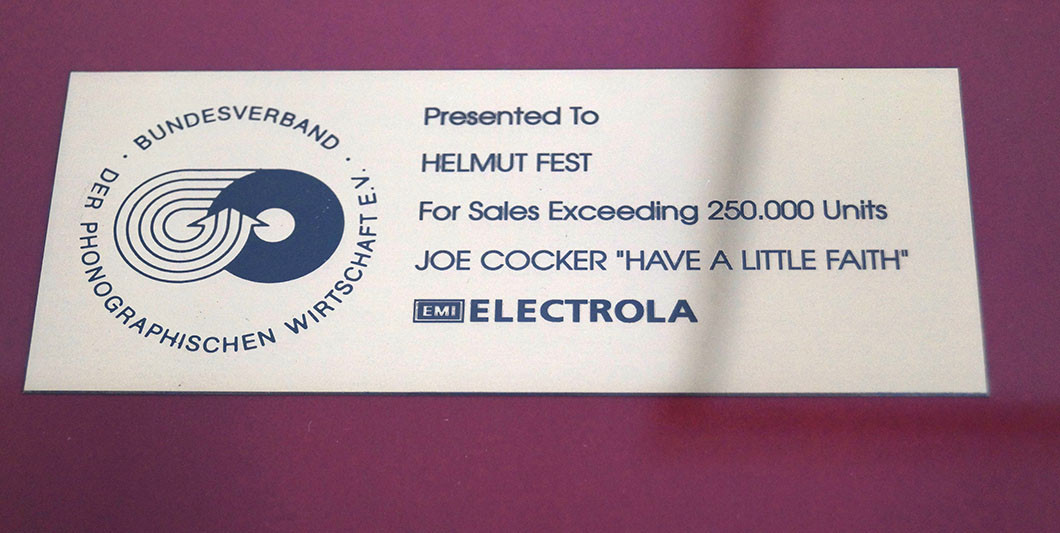 · BUNDESVERBAND · DER PHONOGRAPHISCHEN WIRTSCHAFT E.V.
Presented To
HELMUT FEST
For Sales Exceeding 250.000 Units
JOE COCKER "HAVE A LITTLE FAITH"
EMI ELECTROLA